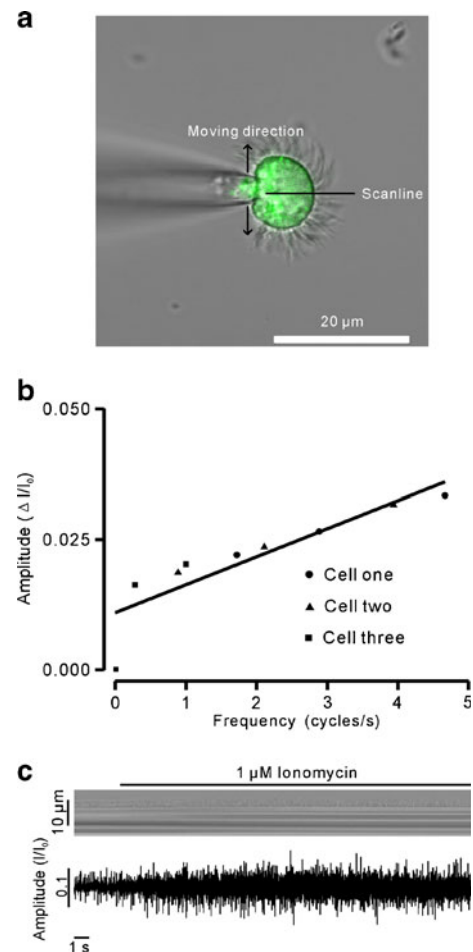 a
Moving direction
Scanline
20 µm
b
0.050
0.025
0.000
Amplitude (Δ I/I₀)
Cell one
Cell two
Cell three
0 1 2 3 4 5
Frequency (cycles/s)
c
1 µM Ionomycin
10 µm
Amplitude (I/I₀)
0.1
1 s